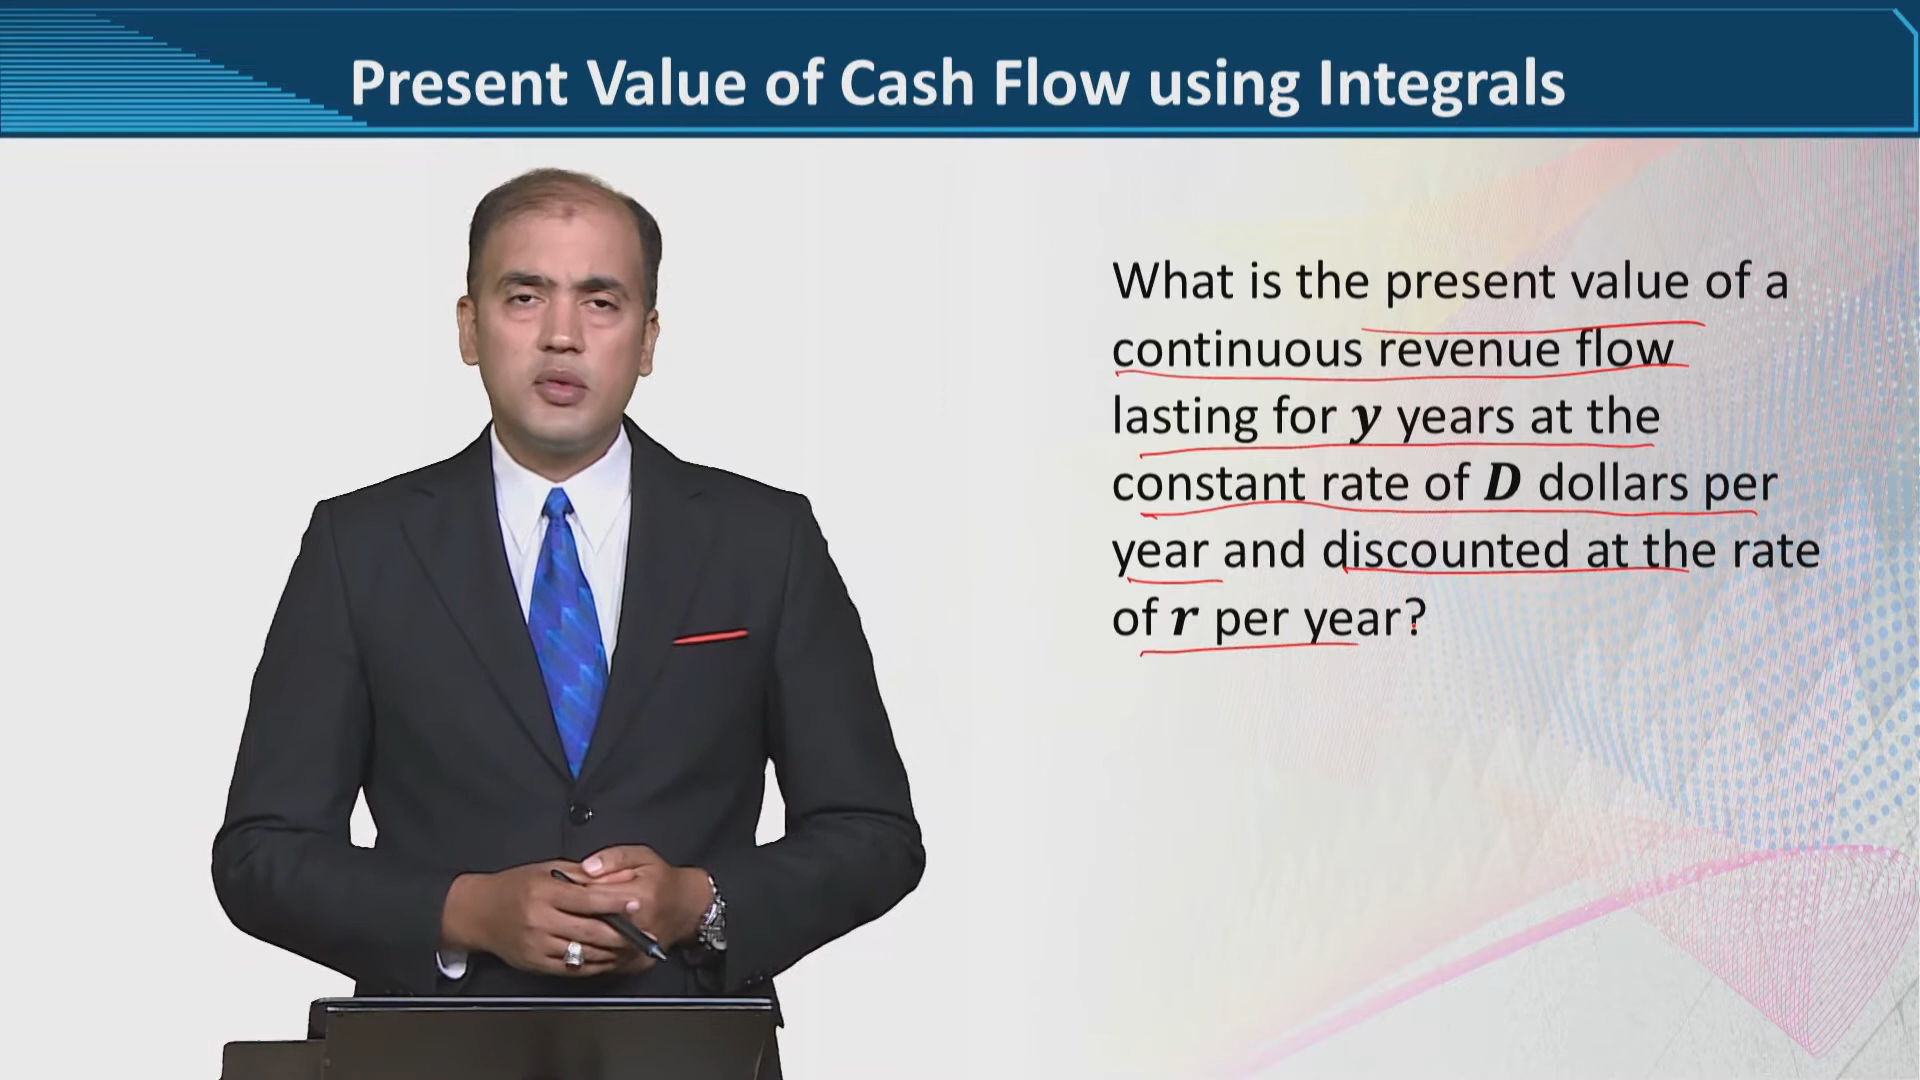 Present Value of Cash Flow using Integrals
What is the present value of a
continuous revenue flow
lasting for y years at the
constant rate of D dollars per
year and discounted at the rate
of r per year?